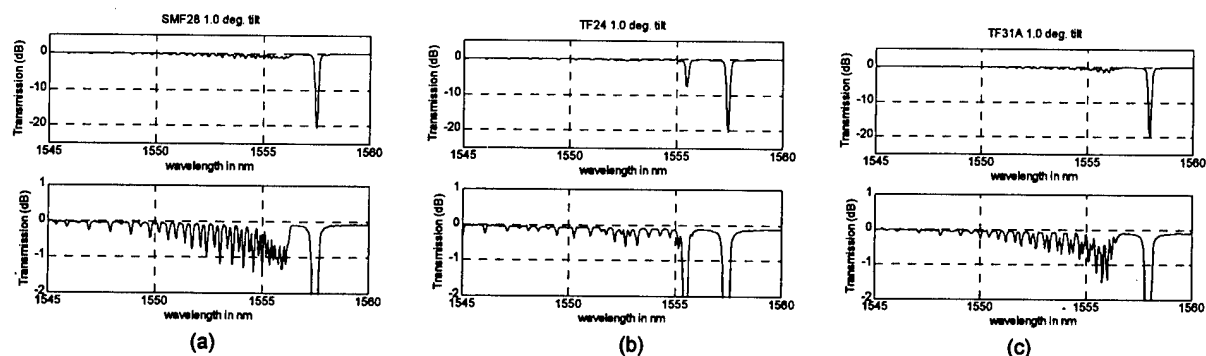 SMF28 1.0 deg. tilt
Transmission (dB)
0
-10
-20
1545
1550
1555
1560
wavelength in nm
Transmission (dB)
1
0
-1
-2
1545
1550
1555
1560
wavelength in nm
(a)
TF24 1.0 deg. tilt
Transmission (dB)
0
-10
-20
1545
1550
1555
1560
wavelength in nm
Transmission (dB)
1
0
-1
-2
1545
1550
1555
1560
wavelength in nm
(b)
TF31A 1.0 deg. tilt
Transmission (dB)
0
-10
-20
1545
1550
1555
1560
wavelength in nm
Transmission (dB)
1
0
-1
-2
1545
1550
1555
1560
wavelength in nm
(c)